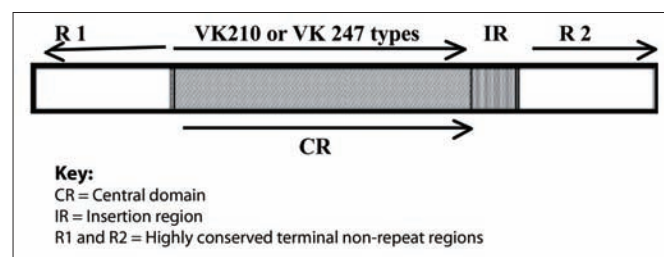 R 1 VK210 or VK 247 types IR R 2
CR
Key:
CR = Central domain
IR = Insertion region
R1 and R2 = Highly conserved terminal non-repeat regions